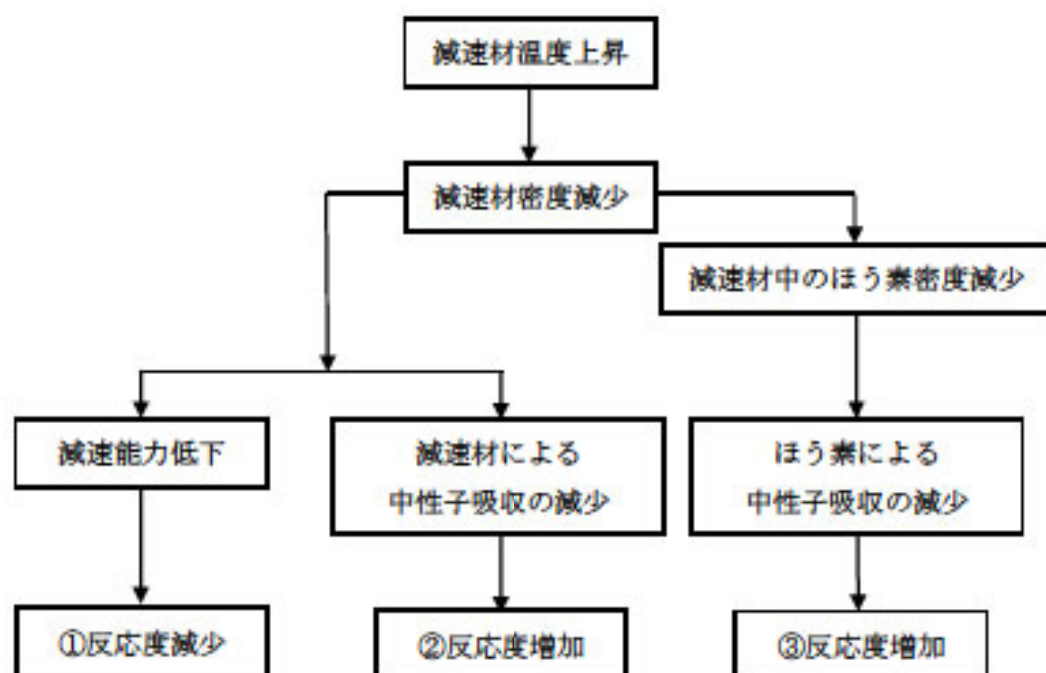 減速材温度上昇
減速材密度減少
減速材中のほう素密度減少
減速能力低下
減速材による
中性子吸収の減少
ほう素による
中性子吸収の減少
①反応度減少
②反応度増加
③反応度増加